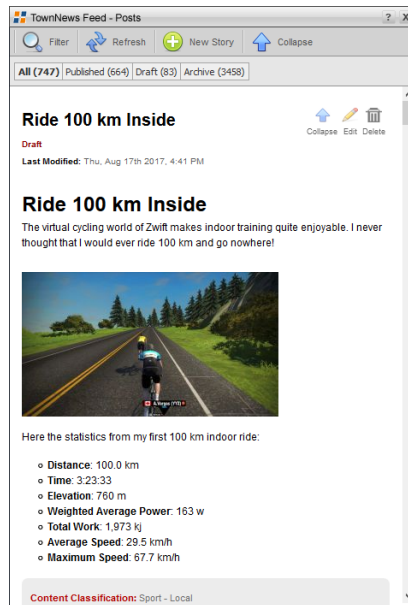 TownNews Feed - Posts
? X
Filter Refresh New Story Collapse
All (747) Published (664) Draft (83) Archive (3458)
Ride 100 km Inside
Collapse Edit Delete
Draft
Last Modified: Thu, Aug 17th 2017, 4:41 PM
Ride 100 km Inside
The virtual cycling world of Zwift makes indoor training quite enjoyable. I never
thought that I would ever ride 100 km and go nowhere!
Here the statistics from my first 100 km indoor ride:
Distance: 100.0 km
Time: 3:23:33
Elevation: 760 m
Weighted Average Power: 163 w
Total Work: 1,973 kj
Average Speed: 29.5 km/h
Maximum Speed: 67.7 km/h
Content Classification: Sport - Local